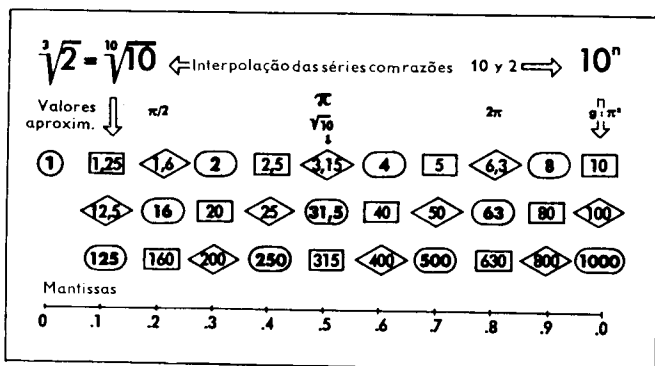 ∛2 = ¹⁰√10 ⇐ Interpolação das séries com razões 10 y 2 ⇒ 10ⁿ
Valores aproxim. π/2 π √10 2π n g : π²
1 1,25 1,6 2 2,5 3,15 4 5 6,3 8 10
12,5 16 20 25 31,5 40 50 63 80 100
125 160 200 250 315 400 500 630 800 1000
Mantissas
0 .1 .2 .3 .4 .5 .6 .7 .8 .9 .0